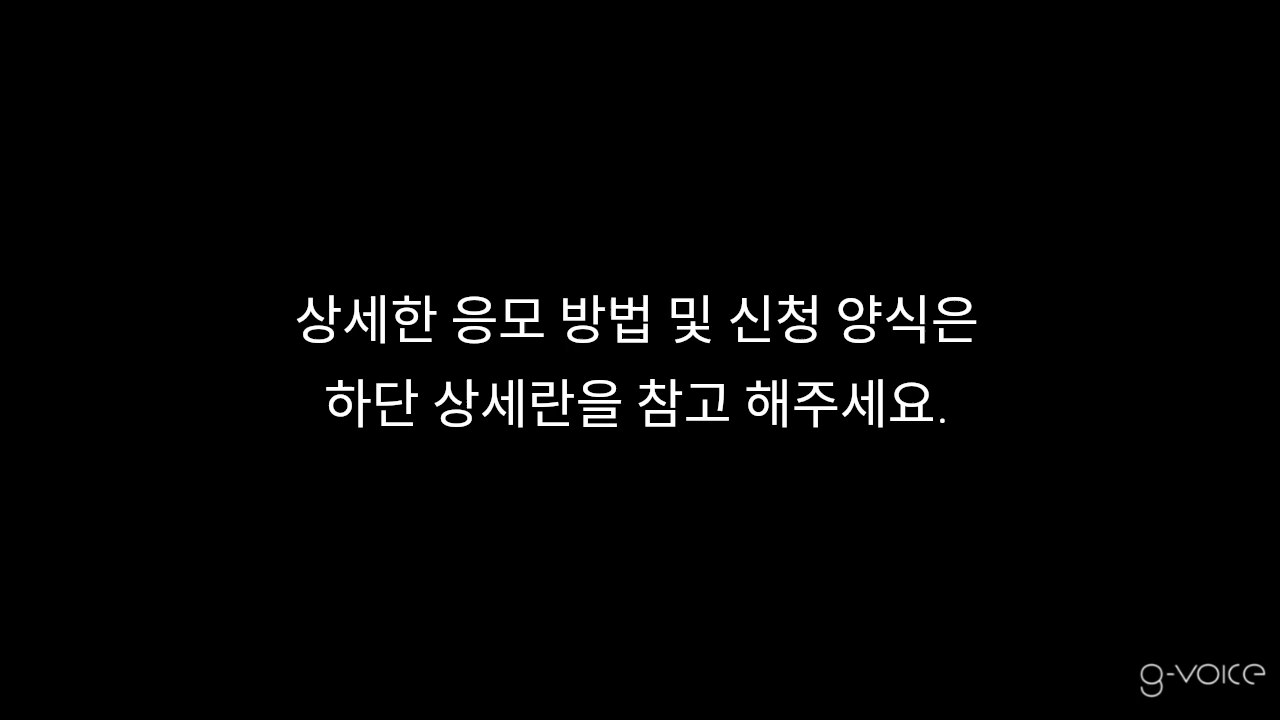 상세한 응모 방법 및 신청 양식은
하단 상세란을 참고 해주세요.
g-voice